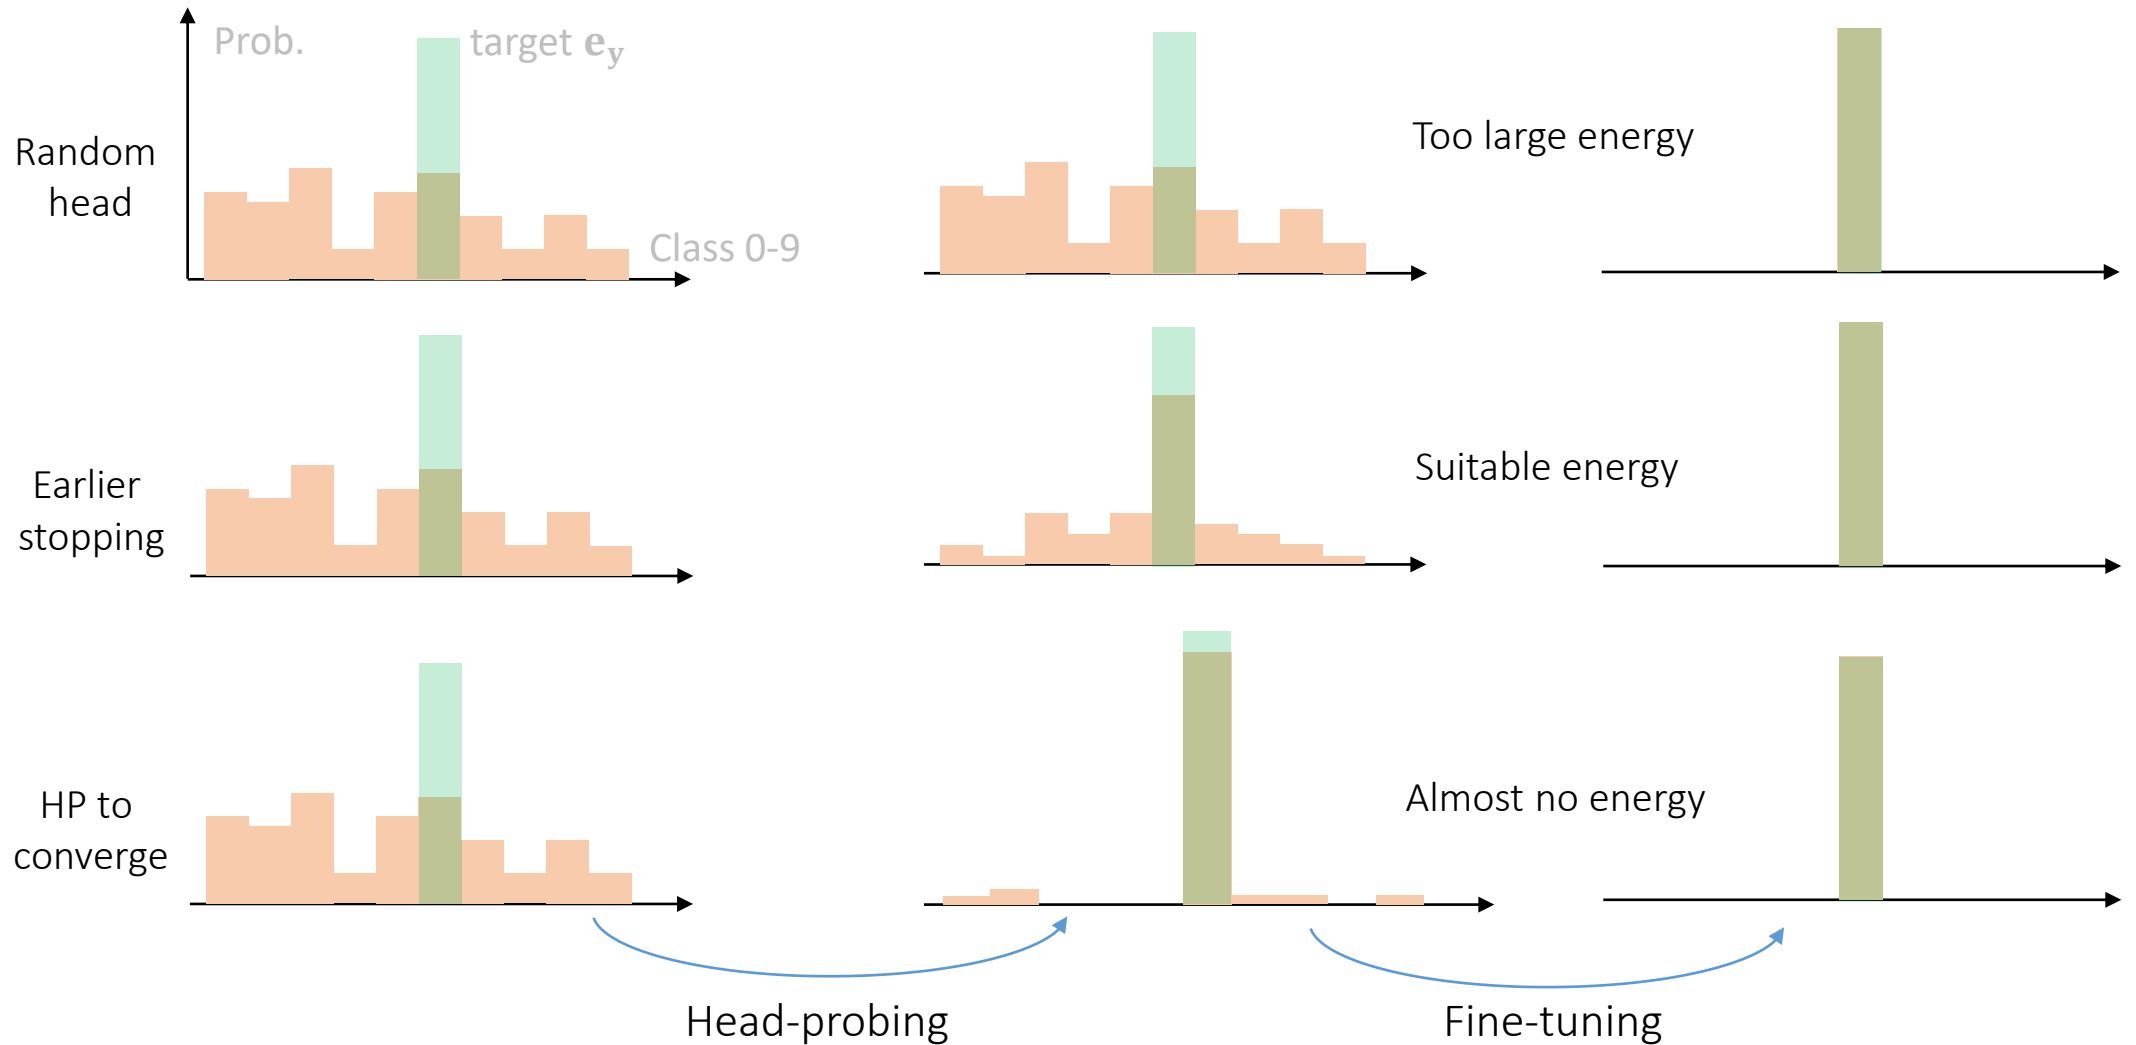 Prob.
target e_y
Random
head
Class 0-9
Too large energy
Earlier
stopping
Suitable energy
HP to
converge
Almost no energy
Head-probing
Fine-tuning